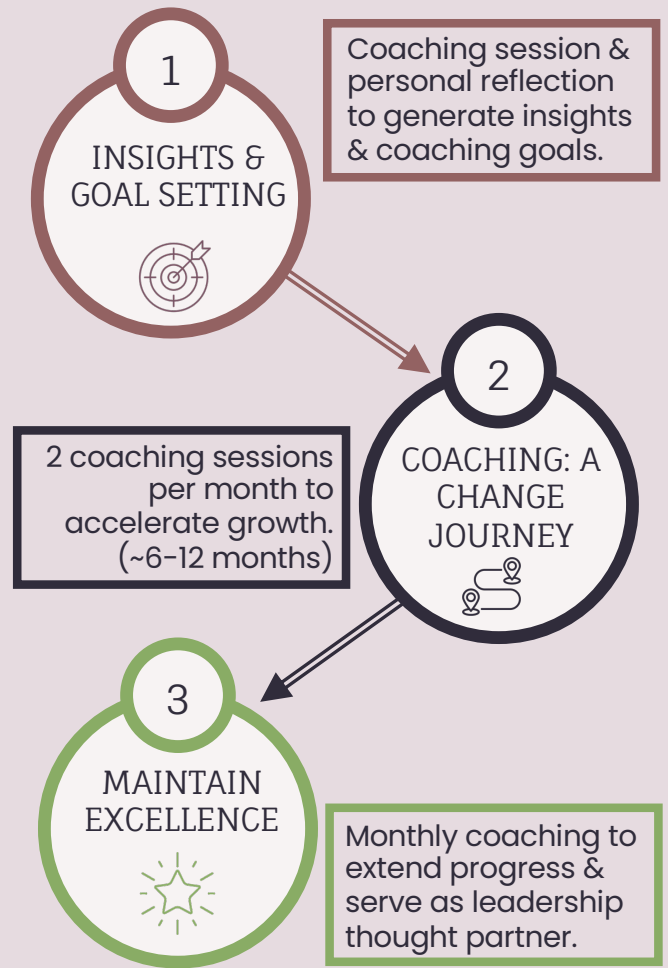 1
INSIGHTS &
GOAL SETTING
Coaching session &
personal reflection
to generate insights
& coaching goals.
2
COACHING: A
CHANGE
JOURNEY
2 coaching sessions
per month to
accelerate growth.
(~6-12 months)
3
MAINTAIN
EXCELLENCE
Monthly coaching to
extend progress &
serve as leadership
thought partner.